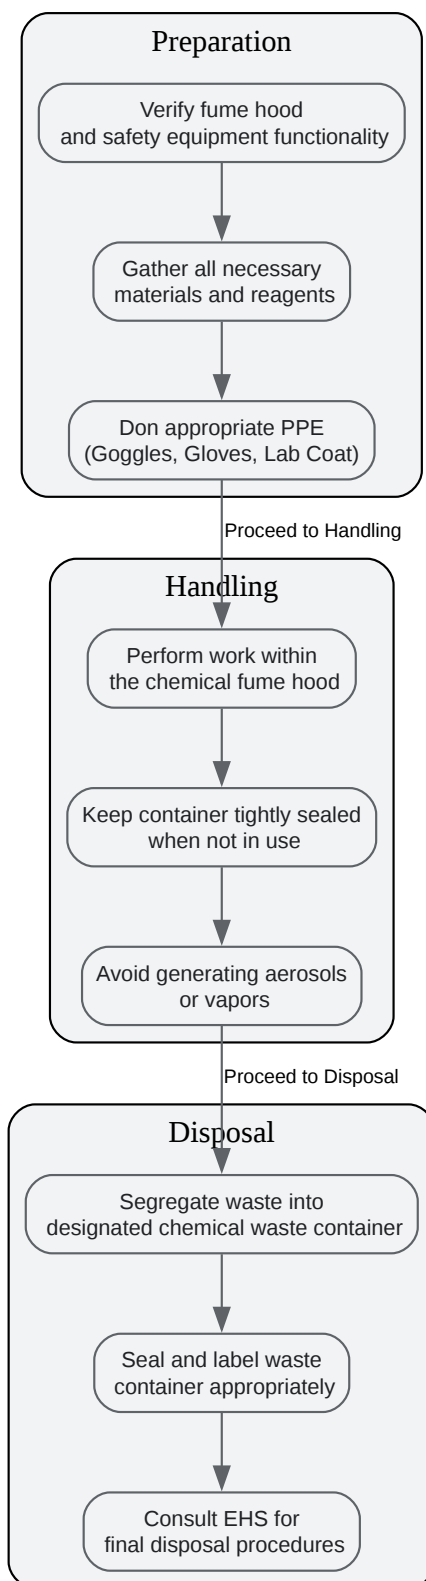 Preparation
Verify fume hood
and safety equipment functionality
Gather all necessary
materials and reagents
Don appropriate PPE
(Goggles, Gloves, Lab Coat)
Proceed to Handling
Handling
Perform work within
the chemical fume hood
Keep container tightly sealed
when not in use
Avoid generating aerosols
or vapors
Proceed to Disposal
Disposal
Segregate waste into
designated chemical waste container
Seal and label waste
container appropriately
Consult EHS for
final disposal procedures